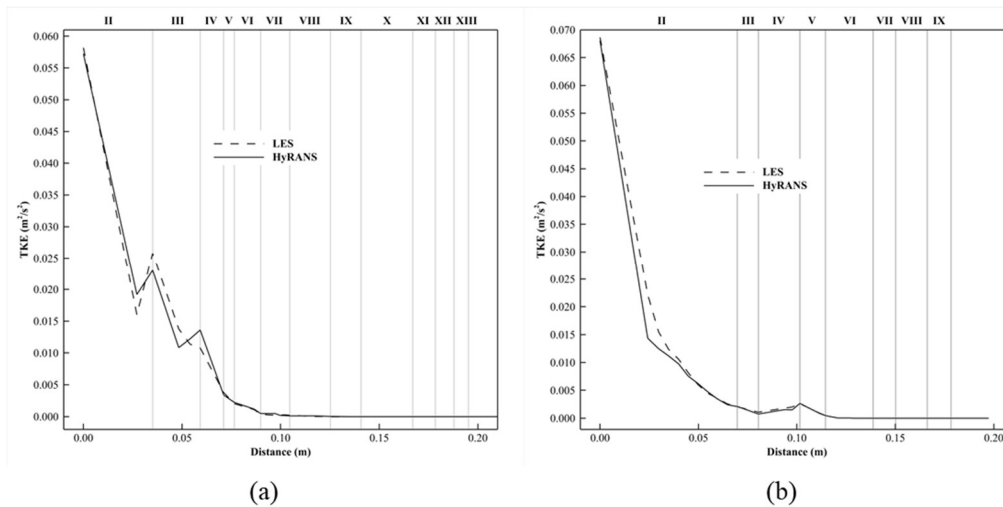 II III IV V VI VII VIII IX X XI XII XIII
0.060
0.055
0.050
0.045
0.040
0.035
0.030
0.025
0.020
0.015
0.010
0.005
0.000
TKE (m²/s²)
LES
HyRANS
0.00 0.05 0.10 0.15 0.20
Distance (m)
(a)
II III IV V VI VII VIII IX
0.070
0.065
0.060
0.055
0.050
0.045
0.040
0.035
0.030
0.025
0.020
0.015
0.010
0.005
0.000
TKE (m²/s²)
LES
HyRANS
0.00 0.05 0.10 0.15 0.20
Distance (m)
(b)